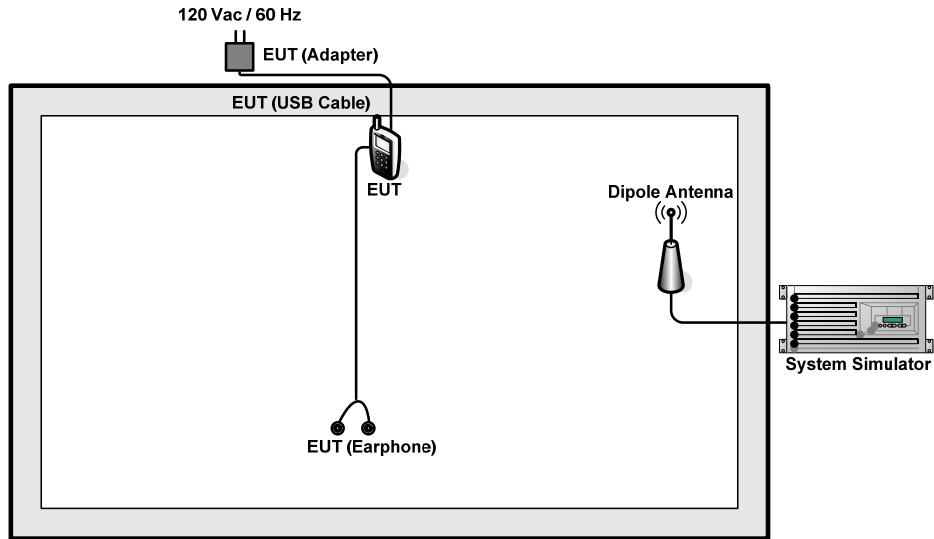 120 Vac / 60 Hz
EUT (Adapter)
EUT (USB Cable)
EUT
Dipole Antenna
System Simulator
EUT (Earphone)